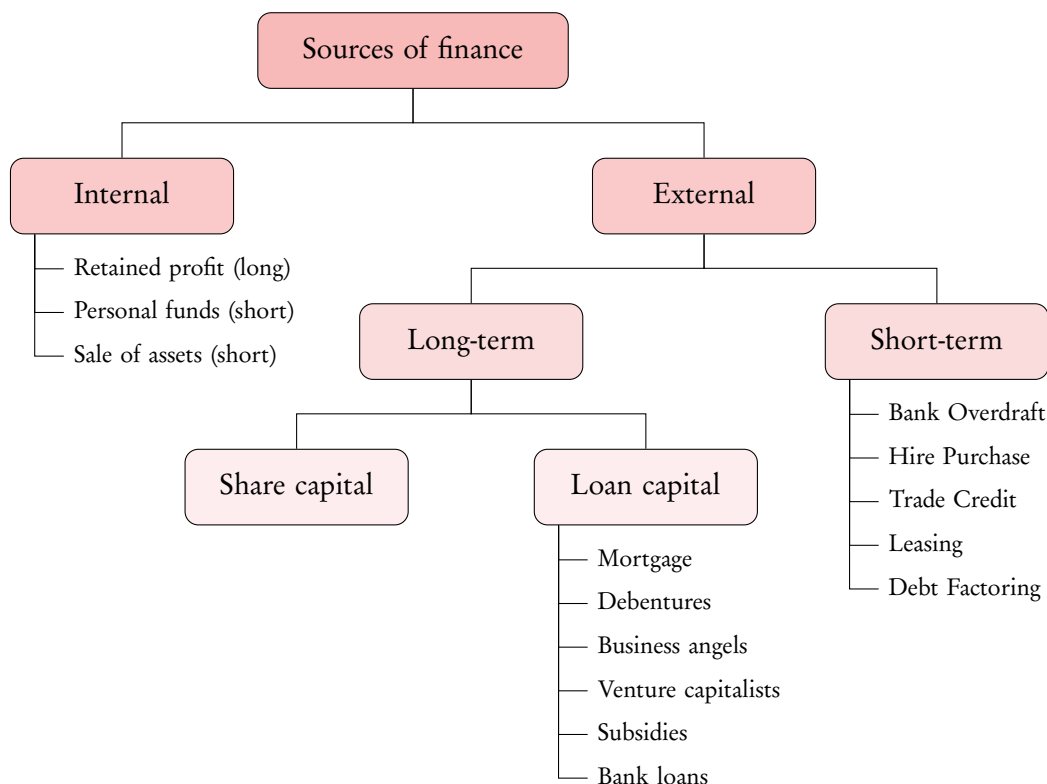 Sources of finance
Internal
External
Retained profit (long)
Personal funds (short)
Sale of assets (short)
Long-term
Short-term
Bank Overdraft
Hire Purchase
Trade Credit
Leasing
Debt Factoring
Share capital
Loan capital
Mortgage
Debentures
Business angels
Venture capitalists
Subsidies
Bank loans